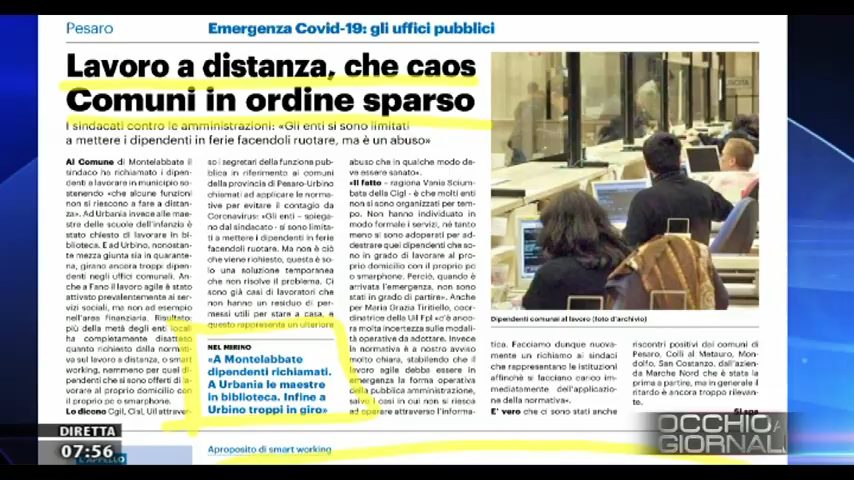 Pesaro
Emergenza Covid-19: gli uffici pubblici
Lavoro a distanza, che caos
Comuni in ordine sparso
I sindacati contro le amministrazioni: «Gli enti si sono limitati
a mettere i dipendenti in ferie facendoli ruotare, ma è un abuso»
Al Comune di Montelabbate il
sindaco ha richiamato i dipen-
denti a lavorare in municipio so-
stenendo «che alcune funzioni
non si riescono a fare a distan-
za». Ad Urbania invece alle mae-
stre delle scuole dell'infanzia è
stato chiesto di lavorare in bi-
blioteca. E ad Urbino, nonostan-
te mezza giunta sia in quarante-
na, girano ancora troppi dipen-
denti negli uffici comunali. An-
che a Fano il lavoro agile è stato
attivato prevalentemente ai ser-
vizi sociali, ma non ad esempio
nell'area finanziaria. Risultato:
più della metà degli enti locali
ha completamente disatteso
quanto richiesto dalla normati-
va sul lavoro a distanza, o smart
working, nemmeno per quei di-
pendenti che si sono offerti di la-
vorare al proprio domicilio con
il proprio pc o smarphone.
Lo dicono Cgil, Cisl, Uil attraver-
so i segretari della funzione pub-
blica in riferimento ai comuni
della provincia di Pesaro-Urbino
chiamati ad applicare le norma-
tive per evitare il contagio da
Coronavirus: «Gli enti – spiega-
no dal sindacato - si sono limita-
ti a mettere i dipendenti in ferie
facendoli ruotare. Ma non è ciò
che viene richiesto, questa è so-
lo una soluzione temporanea
che non risolve il problema. Ci
sono già casi di lavoratori che
non hanno un residuo di per-
messi utili per stare a casa, e
questo rappresenta un ulteriore
NEL MIRINO
«A Montelabbate
dipendenti richiamati.
A Urbania le maestre
in biblioteca. Infine a
Urbino troppi in giro»
abuso che in qualche modo de-
ve essere sanato».
«Il fatto – ragiona Vania Scium-
bata della Cgil - è che molti enti
non si sono organizzati per tem-
po. Non hanno individuato in
modo formale i servizi, né tanto
meno si sono adoperati per ad-
destrare quei dipendenti che so-
no in grado di lavorare al pro-
prio domicilio con il proprio pc
o smarphone. Perciò, quando è
arrivata l'emergenza, non sono
stati in grado di partire». Anche
per Maria Grazia Tiritiello, coor-
dinatrice della Uil Fpl «c'è anco-
ra molta incertezza sulle modali-
tà operative da adottare. Invece
la normativa è a nostro avviso
molto chiara, stabilendo che il
lavoro agile debba essere in
emergenza la forma operativa
della pubblica amministrazione,
salvo i casi in cui non si riesca
ad operare attraverso l'informa-
Dipendenti comunali al lavoro (foto d'archivio)
tica. Facciamo dunque nuova-
mente un richiamo ai sindaci
che rappresentano le istituzioni
affinché si facciano carico im-
mediatamente dell'applicazio-
ne della normativa».
E' vero che ci sono stati anche
riscontri positivi dai comuni di
Pesaro, Colli al Metauro, Mon-
dolfo, San Costanzo, dall'azien-
da Marche Nord che è stata la
prima a partire, ma in generale il
ritardo è ancora troppo rilevan-
te.
Apropostito di smart working
DIRETTA
07:56
L'APPELLO
OCCHIO AI
GIORNALI